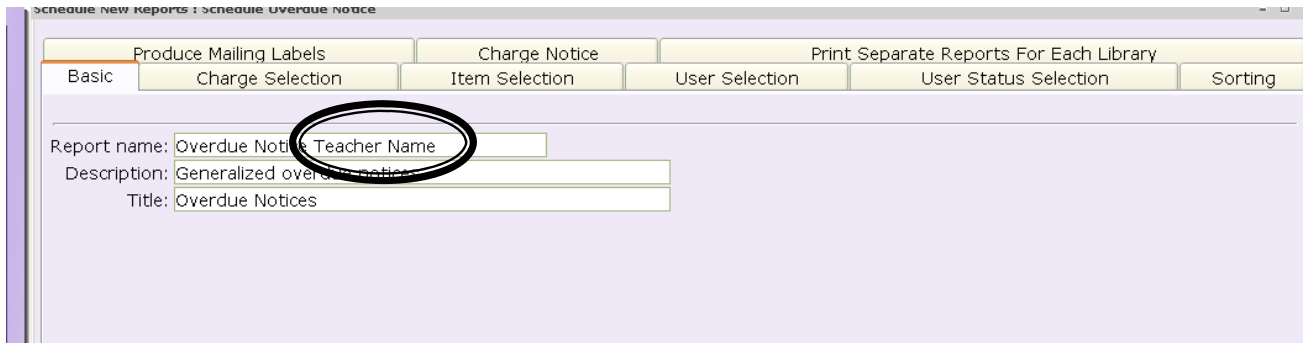 Schedule New Reports : Schedule Overdue Notice
Produce Mailing Labels Charge Notice Print Separate Reports For Each Library
Basic Charge Selection Item Selection User Selection User Status Selection Sorting
Report name: Overdue Notice Teacher Name
Description: Generalized overdue notices
Title: Overdue Notices